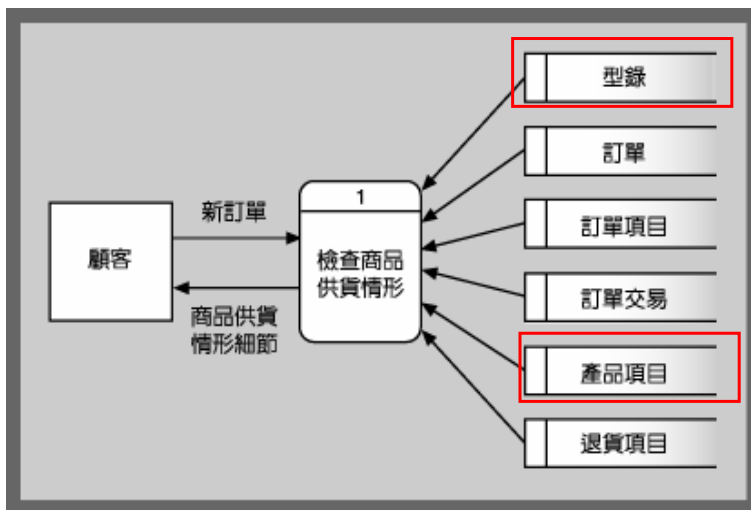 型錄
訂單
1
新訂單
訂單項目
顧客
檢查商品
供貨情形
訂單交易
商品供貨
情形細節
產品項目
退貨項目